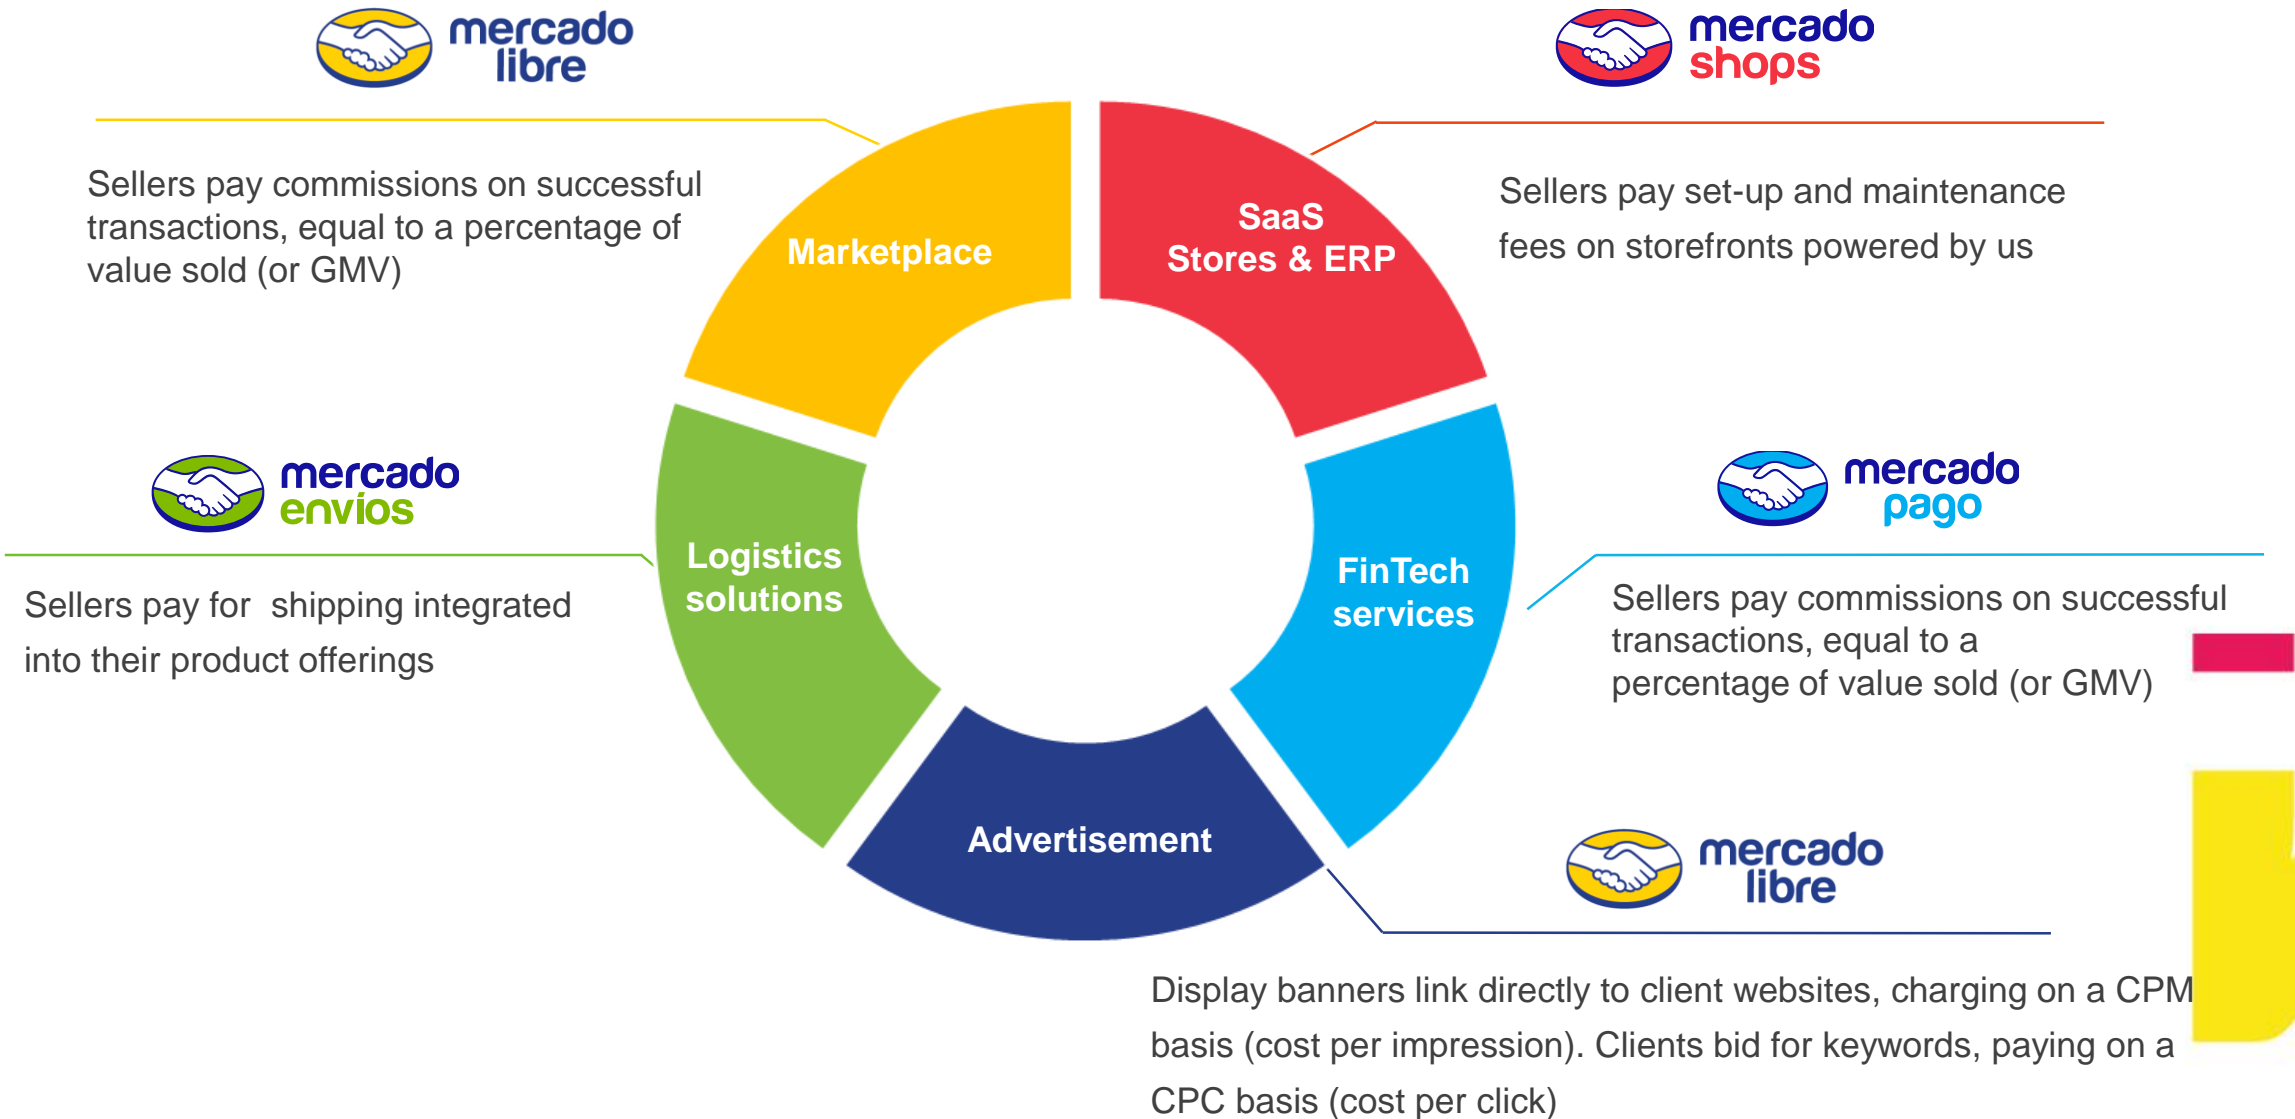 mercado
libre
Sellers pay commissions on successful
transactions, equal to a percentage of
value sold (or GMV)
mercado
shops
Sellers pay set-up and maintenance
fees on storefronts powered by us
Marketplace
SaaS
Stores & ERP
mercado
envios
Sellers pay for  shipping integrated
into their product offerings
Logistics
solutions
FinTech
services
mercado
pago
Sellers pay commissions on successful
transactions, equal to a
percentage of value sold (or GMV)
Advertisement
mercado
libre
Display banners link directly to client websites, charging on a CPM
basis (cost per impression). Clients bid for keywords, paying on a
CPC basis (cost per click)